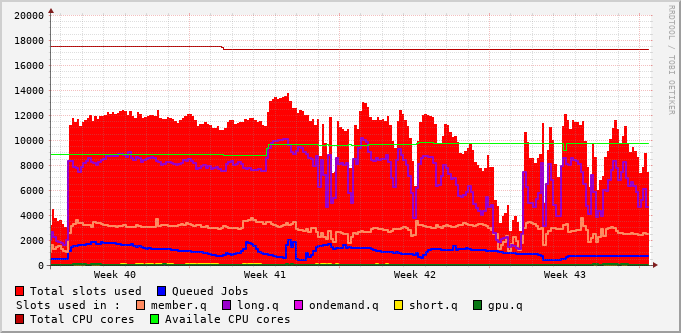 20000
18000
16000
14000
12000
10000
8000
6000
4000
2000
0
Week 40 Week 41 Week 42 Week 43
RRDTOOL / TOBI OETIKER
Total slots used Queued Jobs
Slots used in : member.q long.q ondemand.q short.q gpu.q
Total CPU cores Availale CPU cores